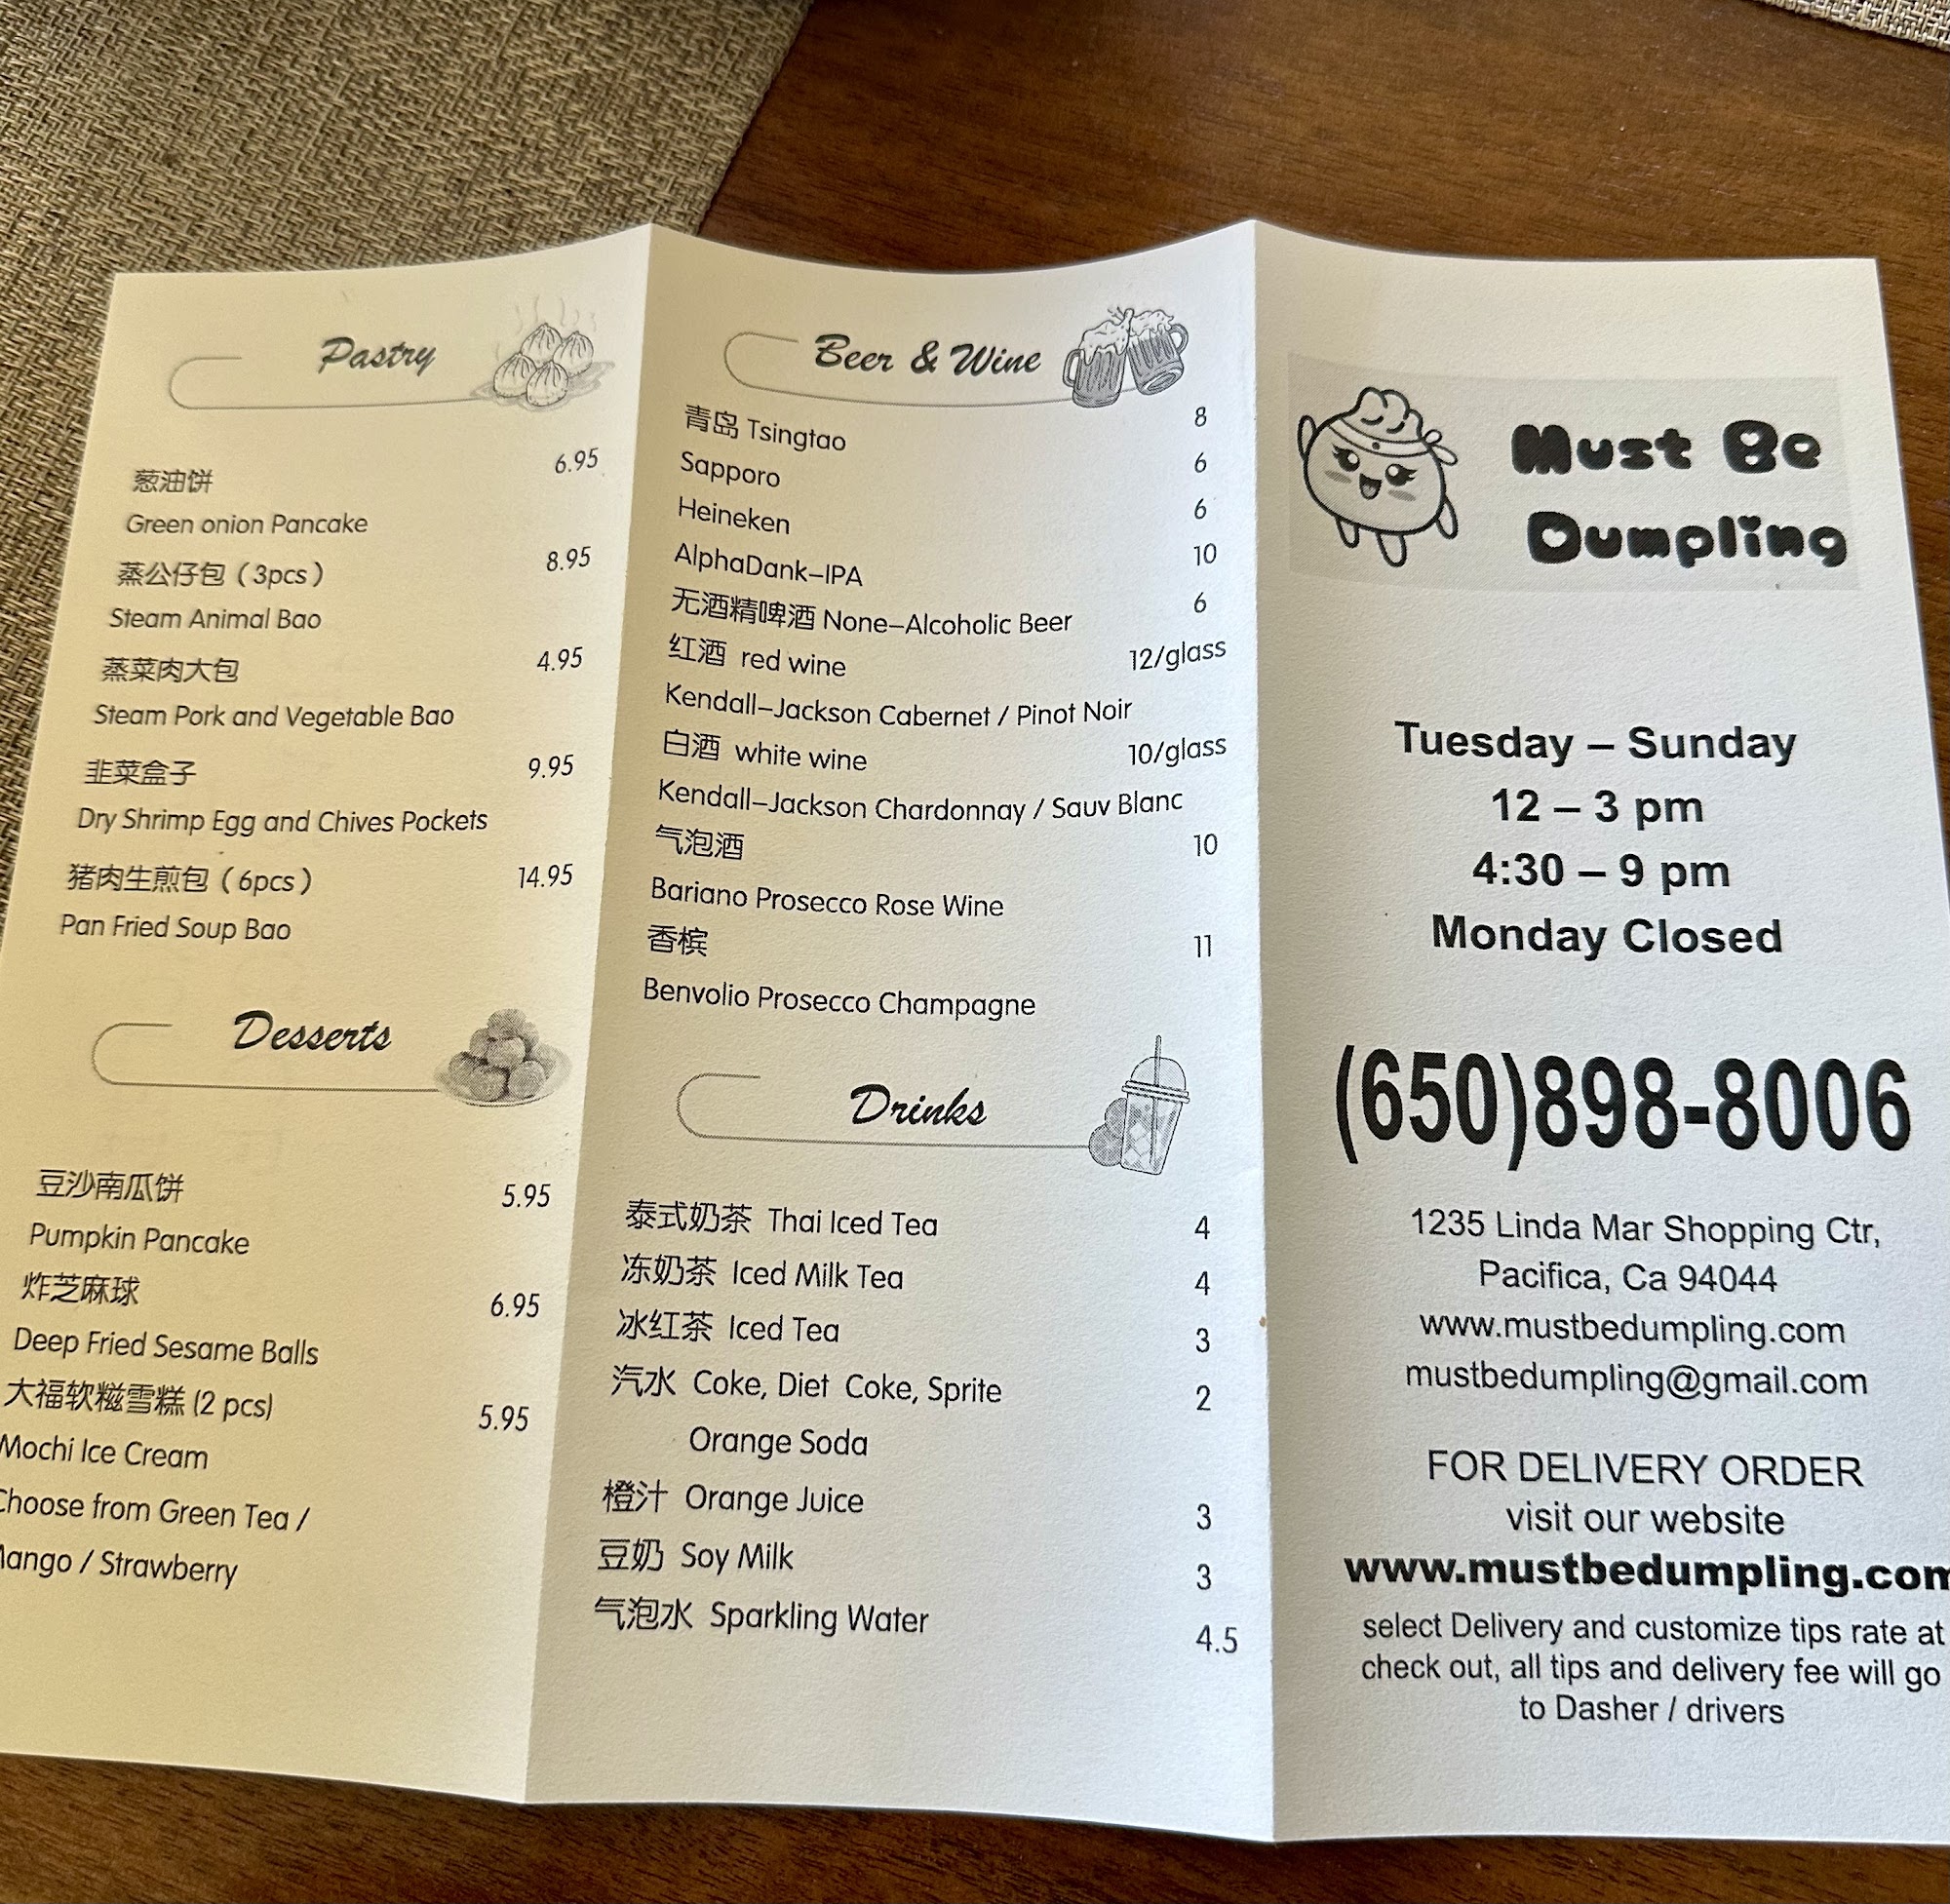 Pastry
葱油饼 6.95
Green onion Pancake
蒸公仔包（3pcs） 8.95
Steam Animal Bao
蒸菜肉大包 4.95
Steam Pork and Vegetable Bao
韭菜盒子 9.95
Dry Shrimp Egg and Chives Pockets
猪肉生煎包（6pcs） 14.95
Pan Fried Soup Bao
Desserts
豆沙南瓜饼 5.95
Pumpkin Pancake
炸芝麻球 6.95
Deep Fried Sesame Balls
大福软糍雪糕 (2 pcs) 5.95
Mochi Ice Cream
Choose from Green Tea /
Mango / Strawberry
Beer & Wine
青岛 Tsingtao 8
Sapporo 6
Heineken 6
AlphaDank–IPA 10
无酒精啤酒 None–Alcoholic Beer 6
红酒 red wine 12/glass
Kendall–Jackson Cabernet / Pinot Noir
白酒 white wine 10/glass
Kendall–Jackson Chardonnay / Sauv Blanc
气泡酒 10
Bariano Prosecco Rose Wine
香槟 11
Benvolio Prosecco Champagne
Drinks
泰式奶茶 Thai Iced Tea 4
冻奶茶 Iced Milk Tea 4
冰红茶 Iced Tea 3
汽水 Coke, Diet Coke, Sprite 2
Orange Soda
橙汁 Orange Juice 3
豆奶 Soy Milk 3
气泡水 Sparkling Water 4.5
Must Be
Dumpling
Tuesday – Sunday
12 – 3 pm
4:30 – 9 pm
Monday Closed
(650)898-8006
1235 Linda Mar Shopping Ctr,
Pacifica, Ca 94044
www.mustbedumpling.com
mustbedumpling@gmail.com
FOR DELIVERY ORDER
visit our website
www.mustbedumpling.com
select Delivery and customize tips rate at
check out, all tips and delivery fee will go
to Dasher / drivers